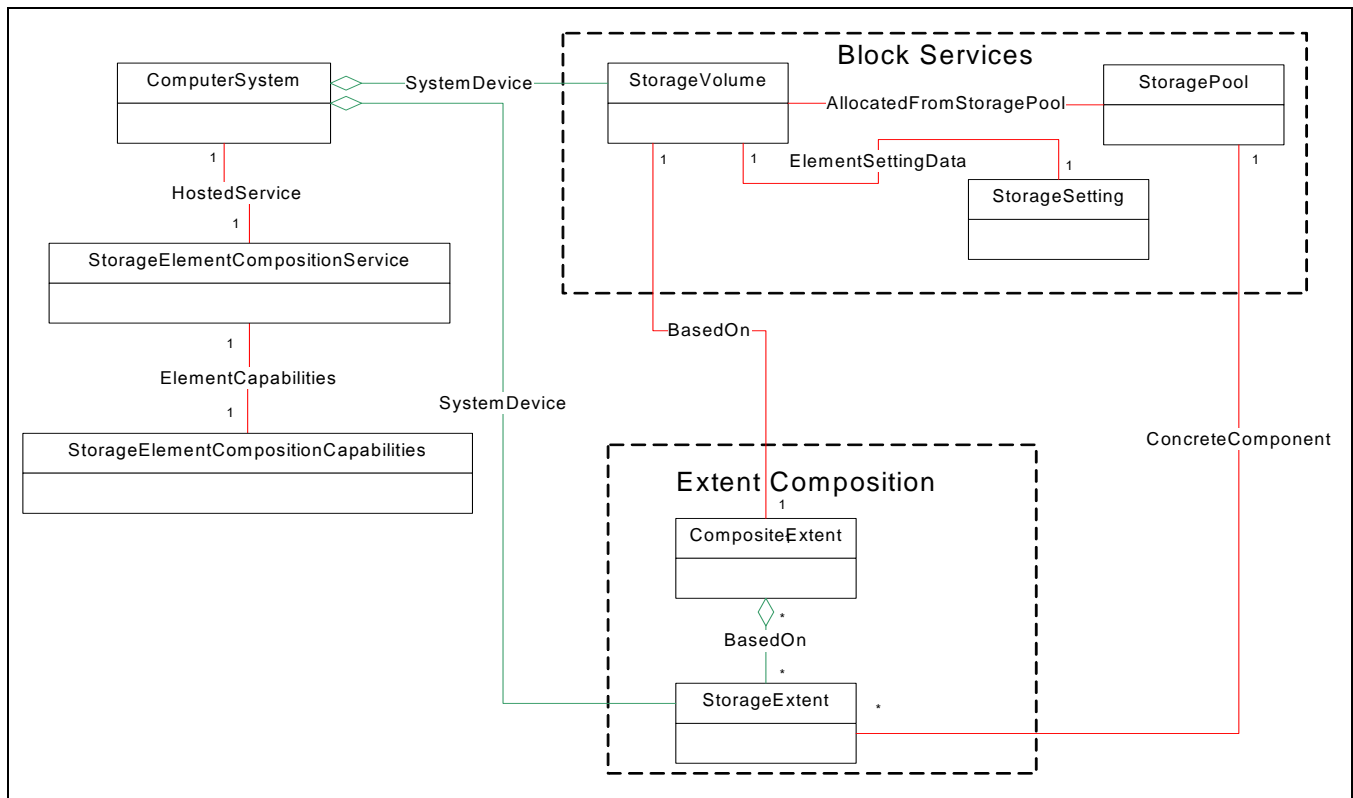 Block Services
ComputerSystem
SystemDevice
StorageVolume
StoragePool
AllocatedFromStoragePool
1
1
1
ElementSettingData
1
1
HostedService
StorageSetting
1
StorageElementCompositionService
BasedOn
1
ElementCapabilities
SystemDevice
1
StorageElementCompositionCapabilities
ConcreteComponent
Extent Composition
1
CompositeExtent
*
BasedOn
*
StorageExtent
*